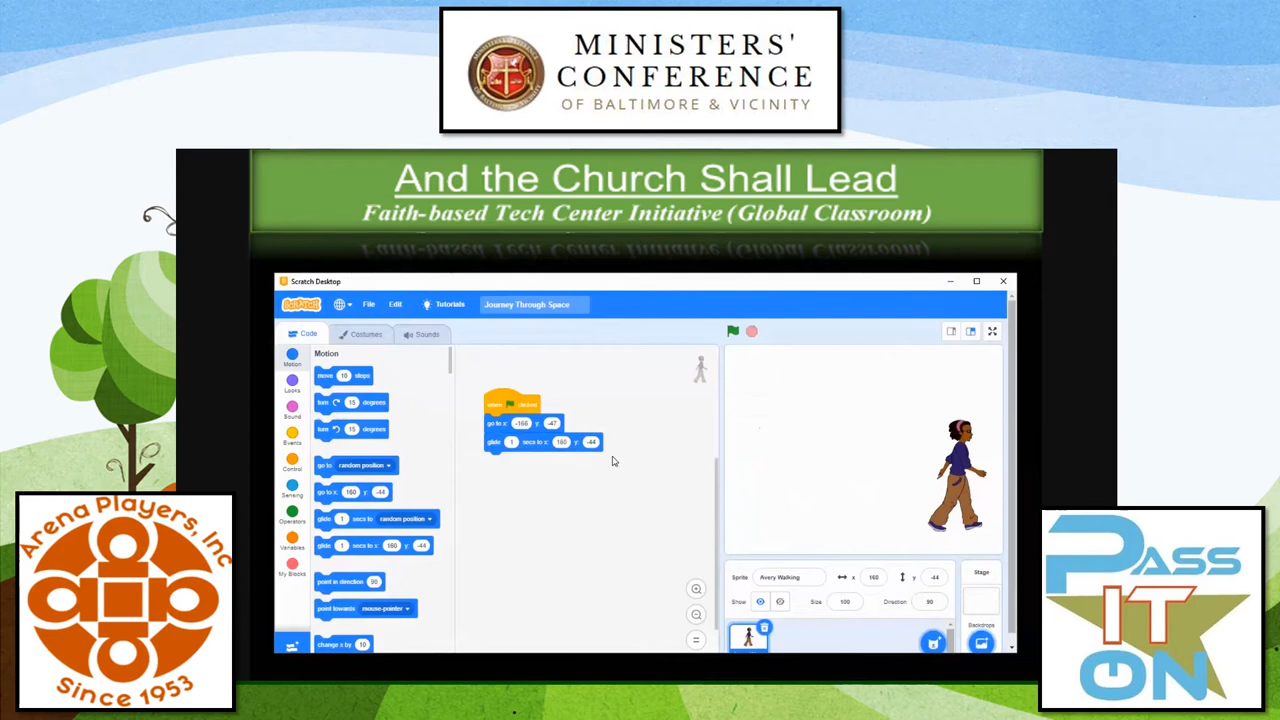 MINISTERS'
CONFERENCE
OF BALTIMORE & VICINITY
And the Church Shall Lead
Faith-based Tech Center Initiative (Global Classroom)
Scratch Desktop
SCRATCH
File
Edit
Tutorials
Journey Through Space
Code
Costumes
Sounds
Motion
Looks
Sound
Events
Control
Sensing
Operators
Variables
My Blocks
Motion
move 10 steps
turn 15 degrees
turn 15 degrees
go to random position
go to x: 160 y: -44
glide 1 secs to random position
glide 1 secs to x: 160 y: -44
point in direction 90
point towards mouse-pointer
change x by 10
when clicked
go to x: -166 y: -47
glide 1 secs to x: 160 y: -44
Sprite Avery Walking x 160 y -44
Show Size 100 Direction 90
Stage
Backdrops
Arena Players, Inc
Since 1953
PASS
IT
ON